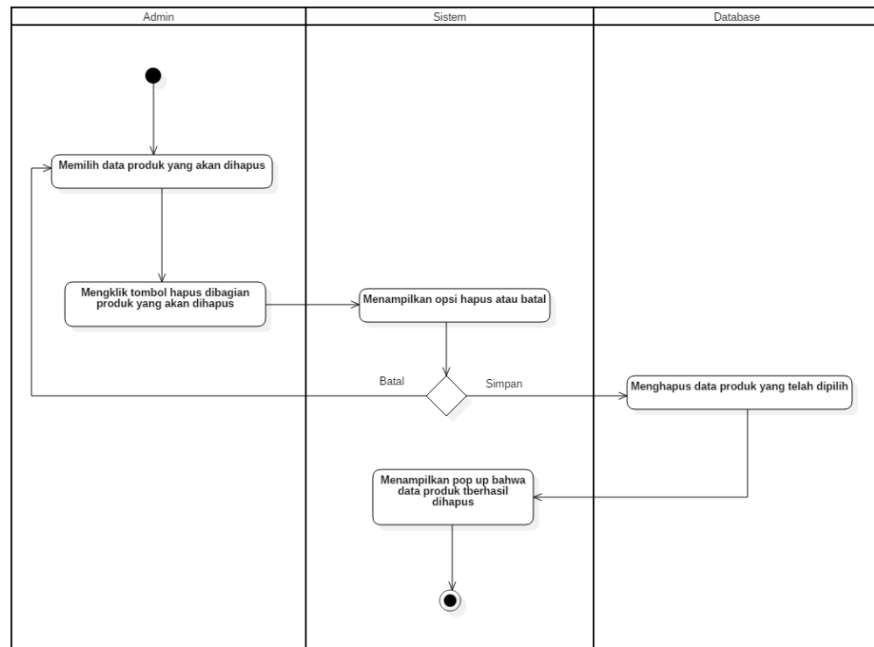 Admin
Sistem
Database
Memilih data produk yang akan dihapus
Mengklik tombol hapus dibagian
produk yang akan dihapus
Menampilkan opsi hapus atau batal
Batal
Simpan
Menghapus data produk yang telah dipilih
Menampilkan pop up bahwa
data produk tberhasil
dihapus